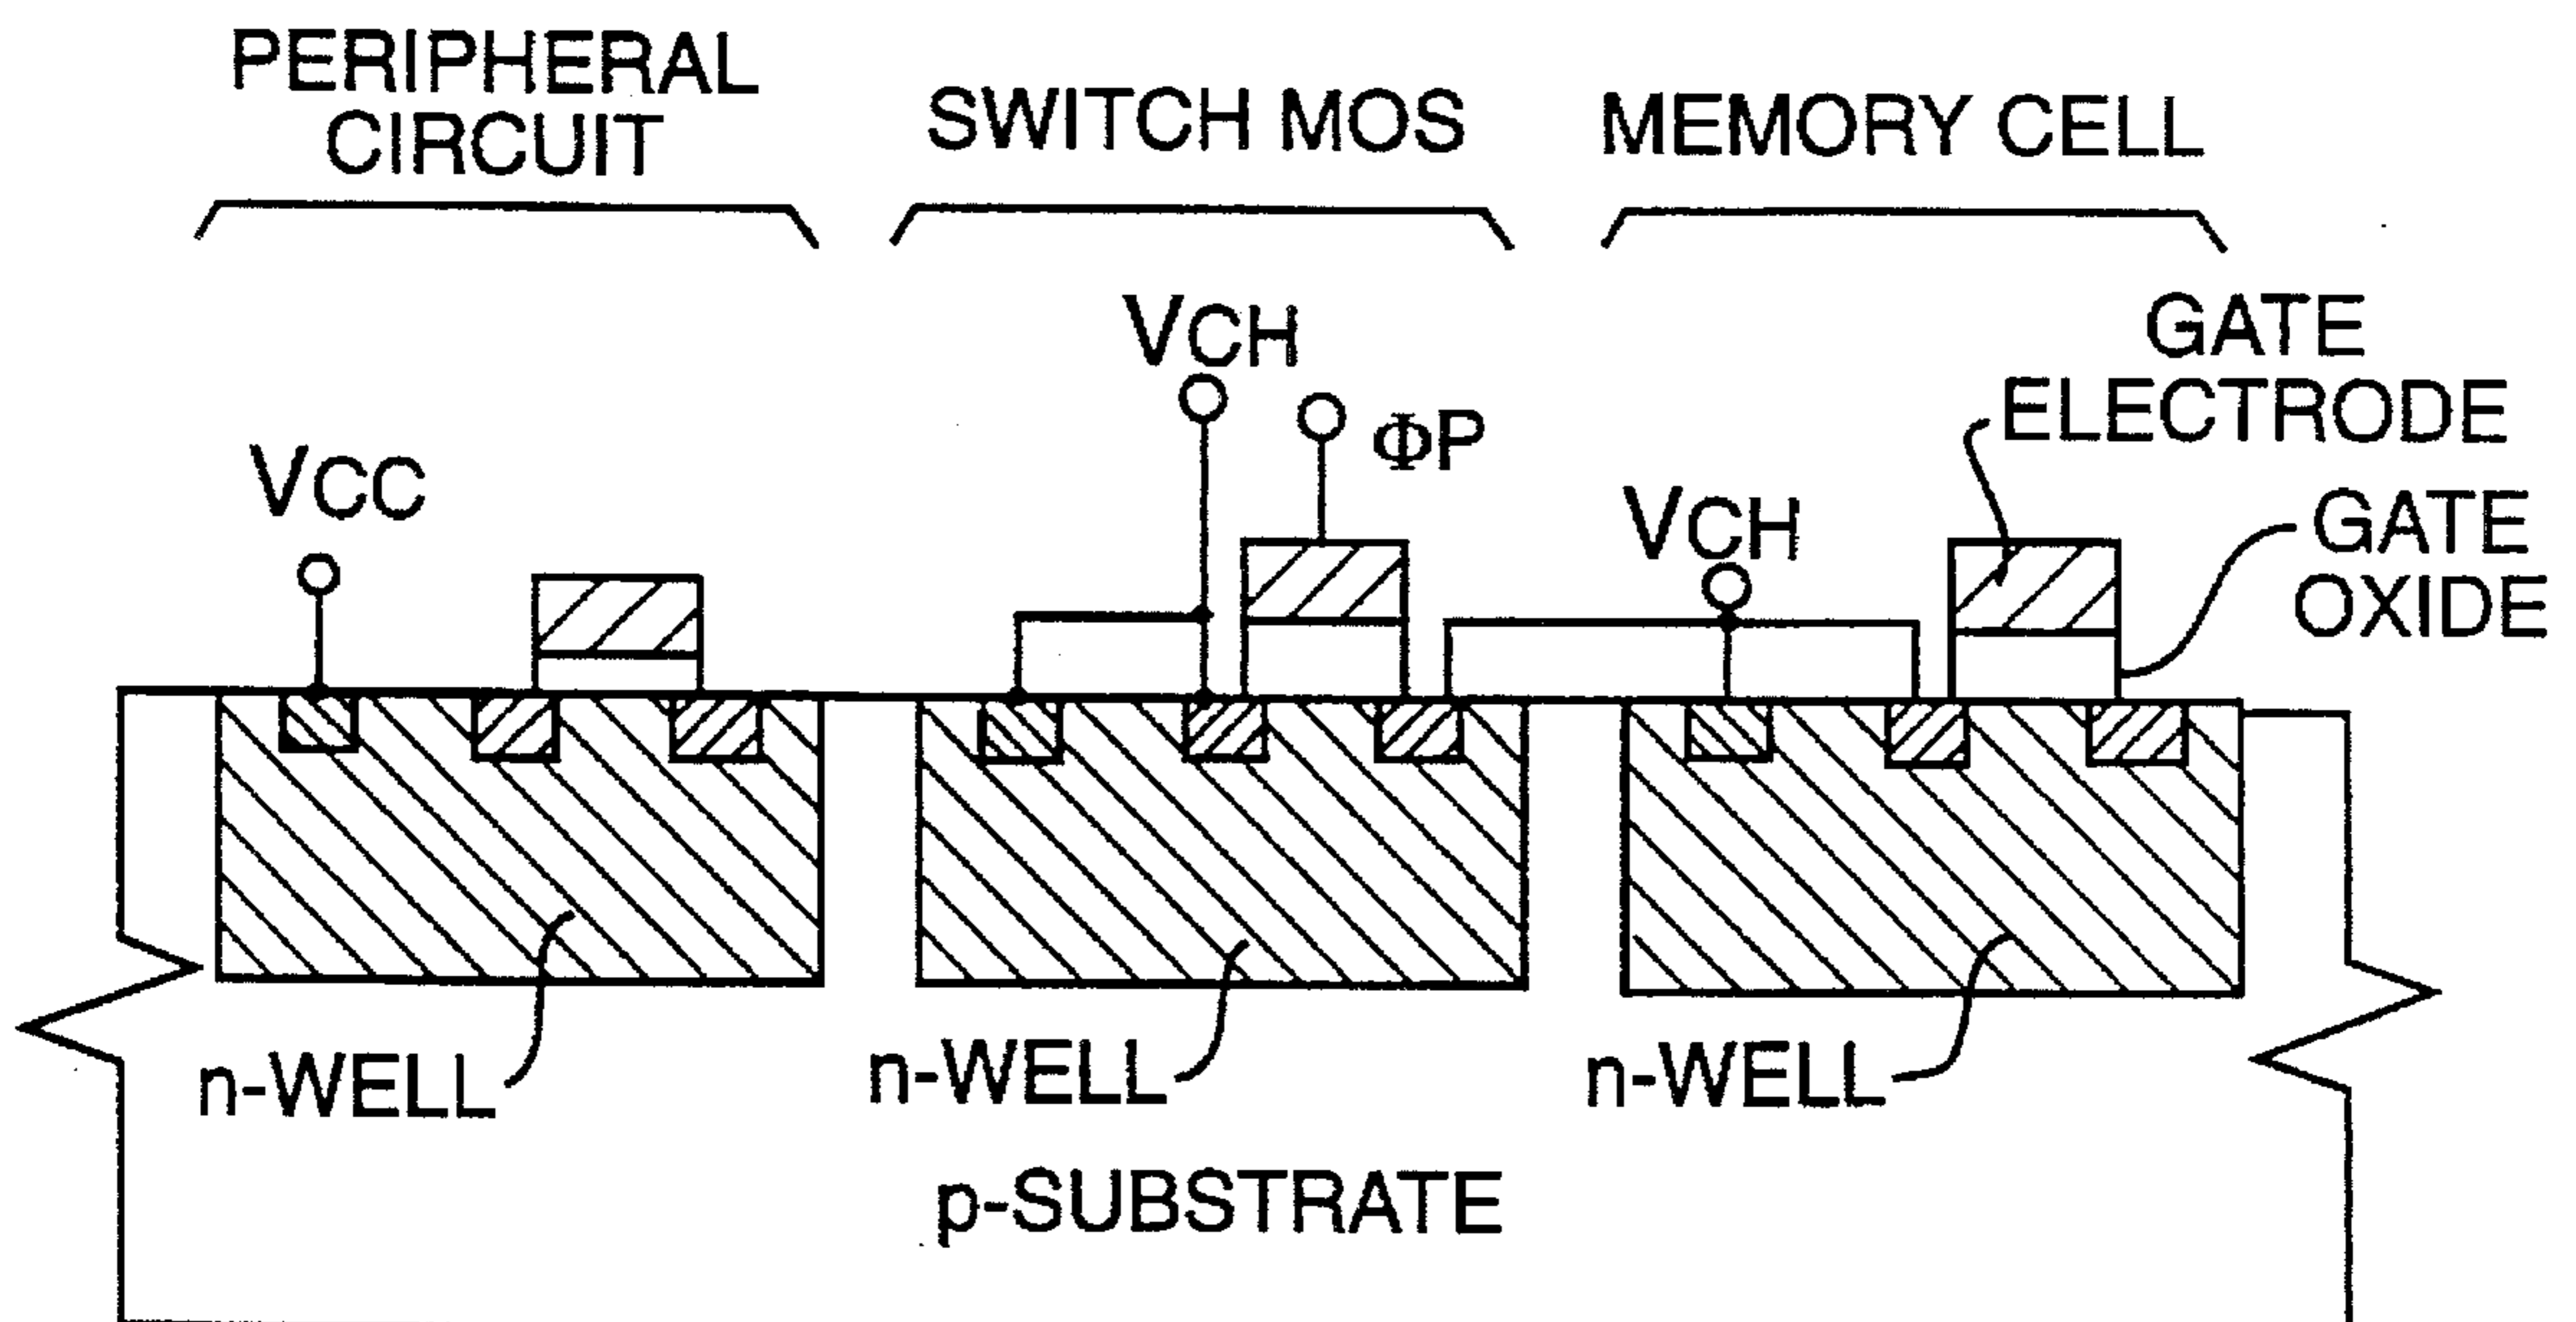 PERIPHERAL
CIRCUIT
SWITCH MOS
MEMORY CELL
VCC
VCH
ΦP
VCH
GATE
ELECTRODE
GATE
OXIDE
n-WELL
n-WELL
n-WELL
p-SUBSTRATE